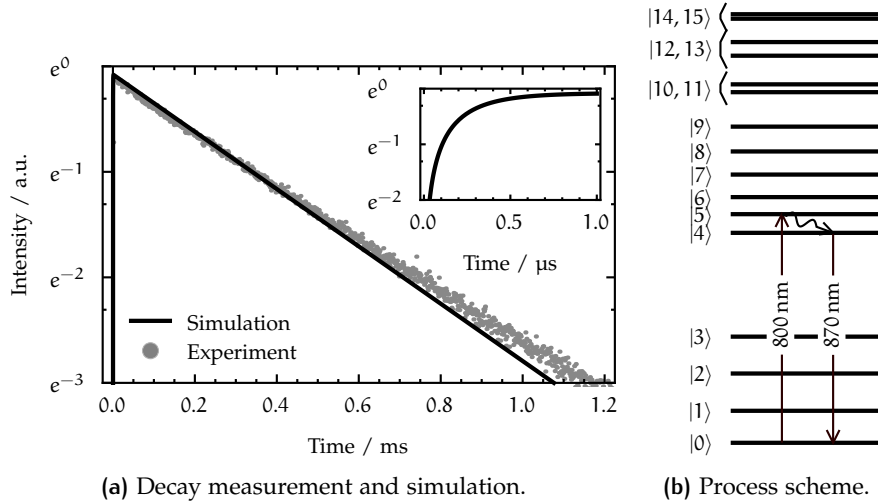 e⁰
e⁻¹
e⁻²
e⁻³
Intensity / a.u.
0.0 0.2 0.4 0.6 0.8 1.0 1.2
Time / ms
Simulation
Experiment
e⁰
e⁻¹
e⁻²
0.0 0.5 1.0
Time / µs
(a) Decay measurement and simulation.
|14, 15⟩
|12, 13⟩
|10, 11⟩
|9⟩
|8⟩
|7⟩
|6⟩
|5⟩
|4⟩
|3⟩
|2⟩
|1⟩
|0⟩
800 nm
870 nm
(b) Process scheme.